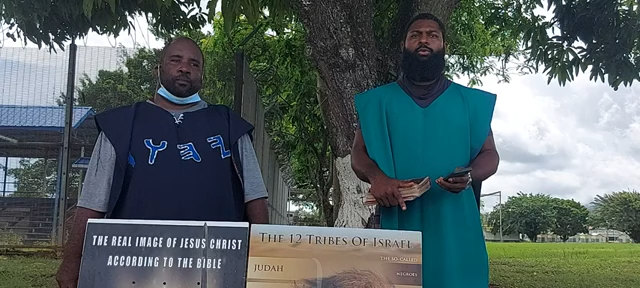 THE REAL IMAGE OF JESUS CHRIST
ACCORDING TO THE BIBLE
THE 12 TRIBES OF ISRAEL
JUDAH
THE SO CALLED
NEGROES